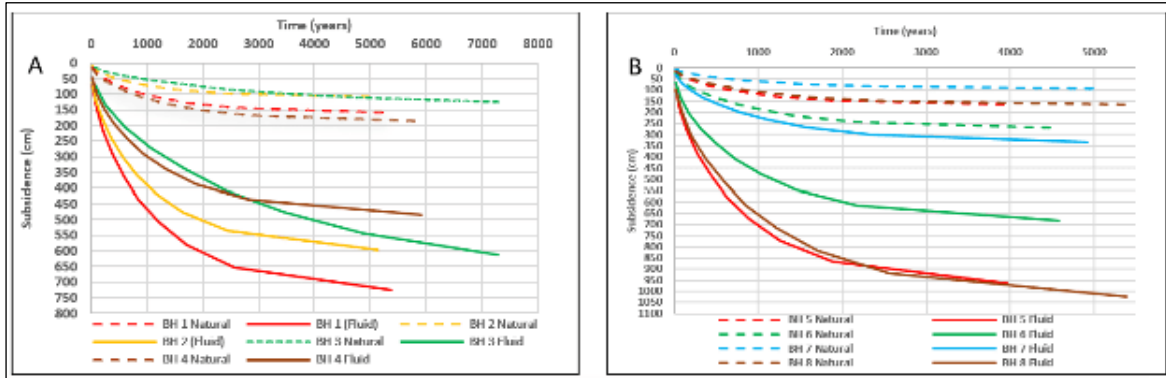 Time (years)
0 1000 2000 3000 4000 5000 6000 7000 8000
A
0
50
100
150
200
250
300
350
400
450
500
550
600
650
700
750
800
Subsidence (cm)
BH 1 Natural BH 1 (Fluid) BH 2 Natural
BH 2 (Fluid) BH 3 Natural BH 3 Fluid
BH 4 Natural BH 4 Fluid
Time (years)
0 1000 2000 3000 4000 5000
B
0
50
100
150
200
250
300
350
400
450
500
550
600
650
700
750
800
850
900
950
1000
1050
1100
Subsidence (cm)
BH 5 Natural BH 5 Fluid
BH 6 Natural BH 6 Fluid
BH 7 Natural BH 7 Fluid
BH 8 Natural BH 8 Fluid